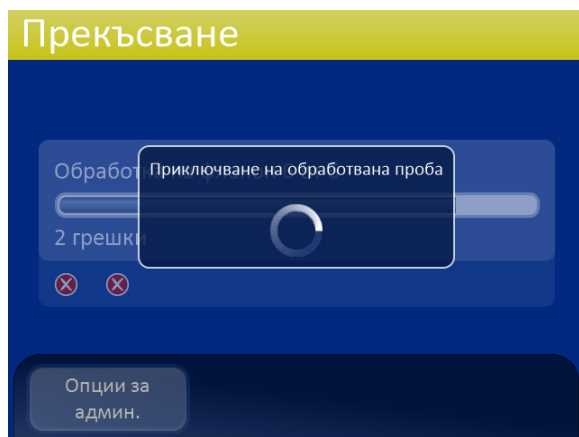 Прекъсване
Приключване на обработвана проба
2 грешки
Опции за
админ.